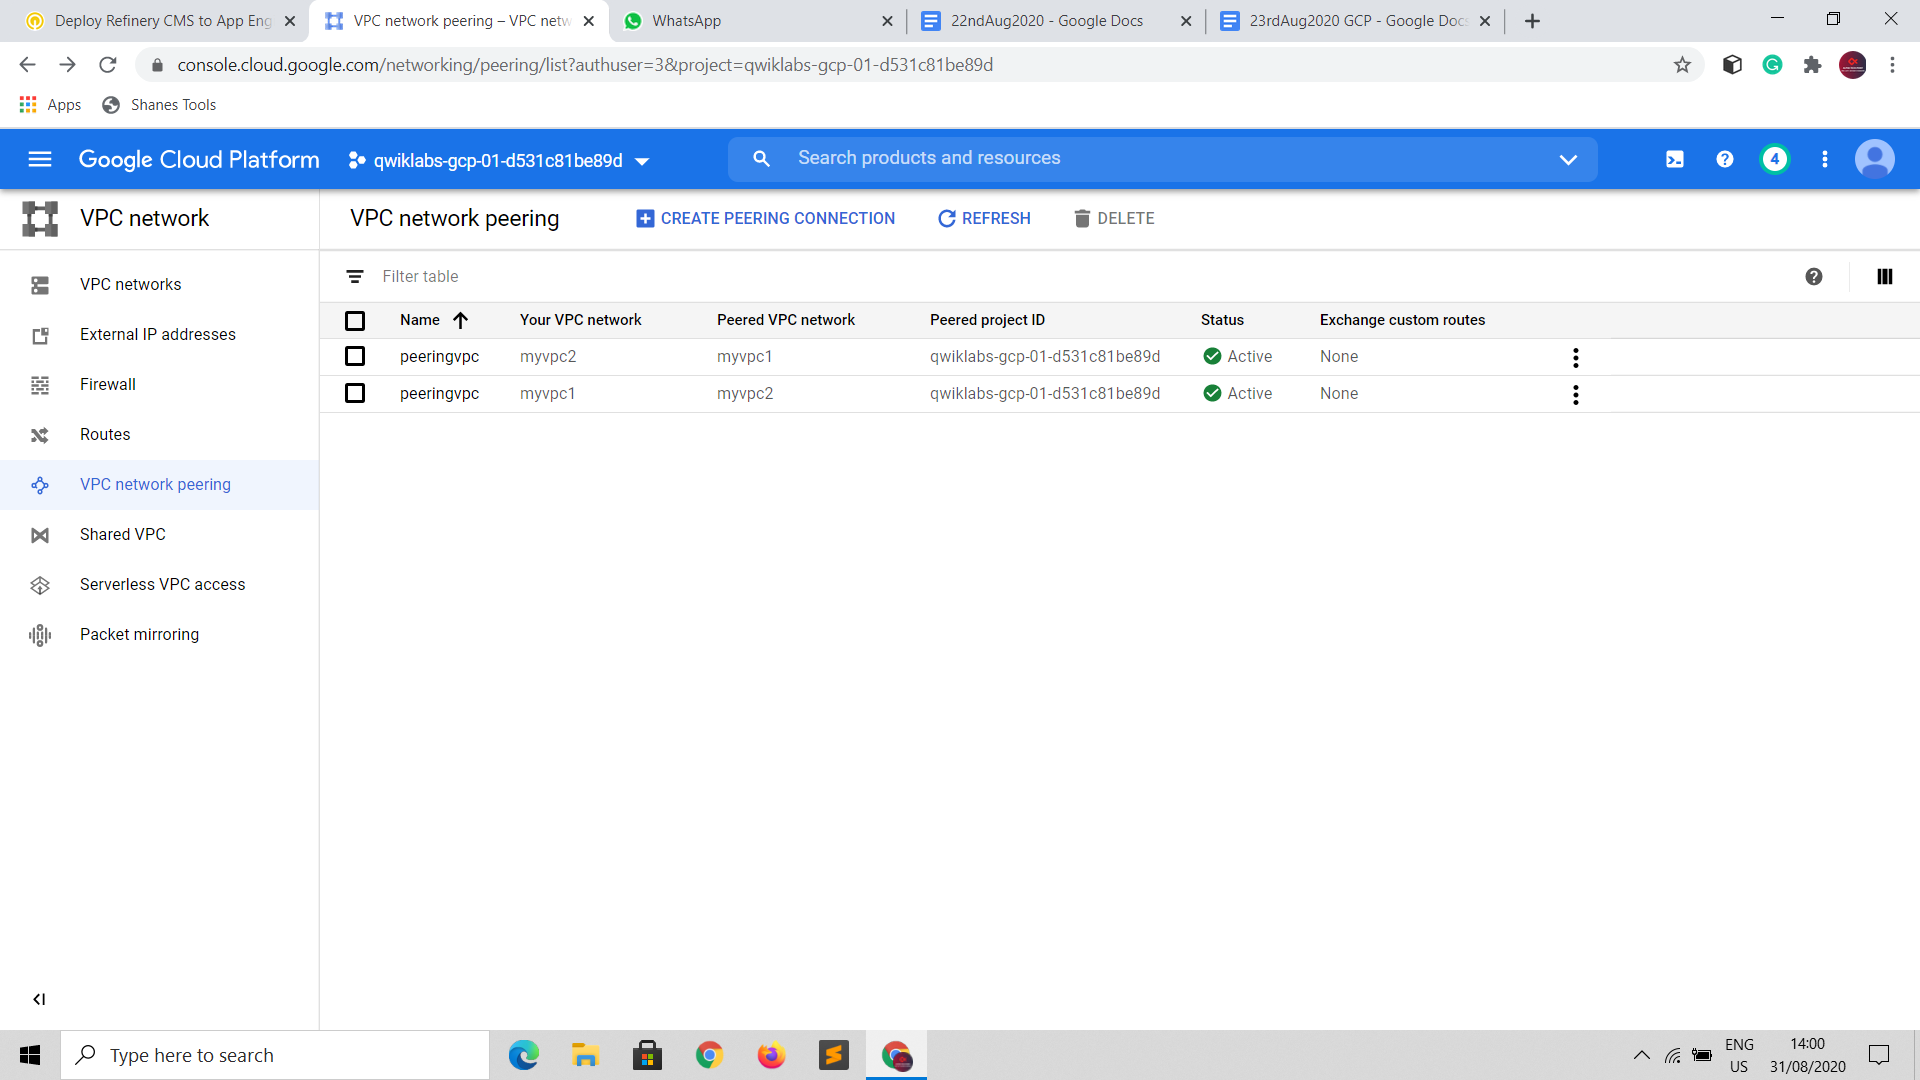 Deploy Refinery CMS to App Eng
VPC network peering – VPC netw
WhatsApp
22ndAug2020 - Google Docs
23rdAug2020 GCP - Google Docs
console.cloud.google.com/networking/peering/list?authuser=3&project=qwiklabs-gcp-01-d531c81be89d
Apps
Shanes Tools
Google Cloud Platform
qwiklabs-gcp-01-d531c81be89d
Search products and resources
4
VPC network
VPC network peering
CREATE PEERING CONNECTION
REFRESH
DELETE
VPC networks
External IP addresses
Firewall
Routes
VPC network peering
Shared VPC
Serverless VPC access
Packet mirroring
Filter table
Name Your VPC network Peered VPC network Peered project ID Status Exchange custom routes
peeringvpc myvpc2 myvpc1 qwiklabs-gcp-01-d531c81be89d Active None
peeringvpc myvpc1 myvpc2 qwiklabs-gcp-01-d531c81be89d Active None
Type here to search
ENG
US
14:00
31/08/2020